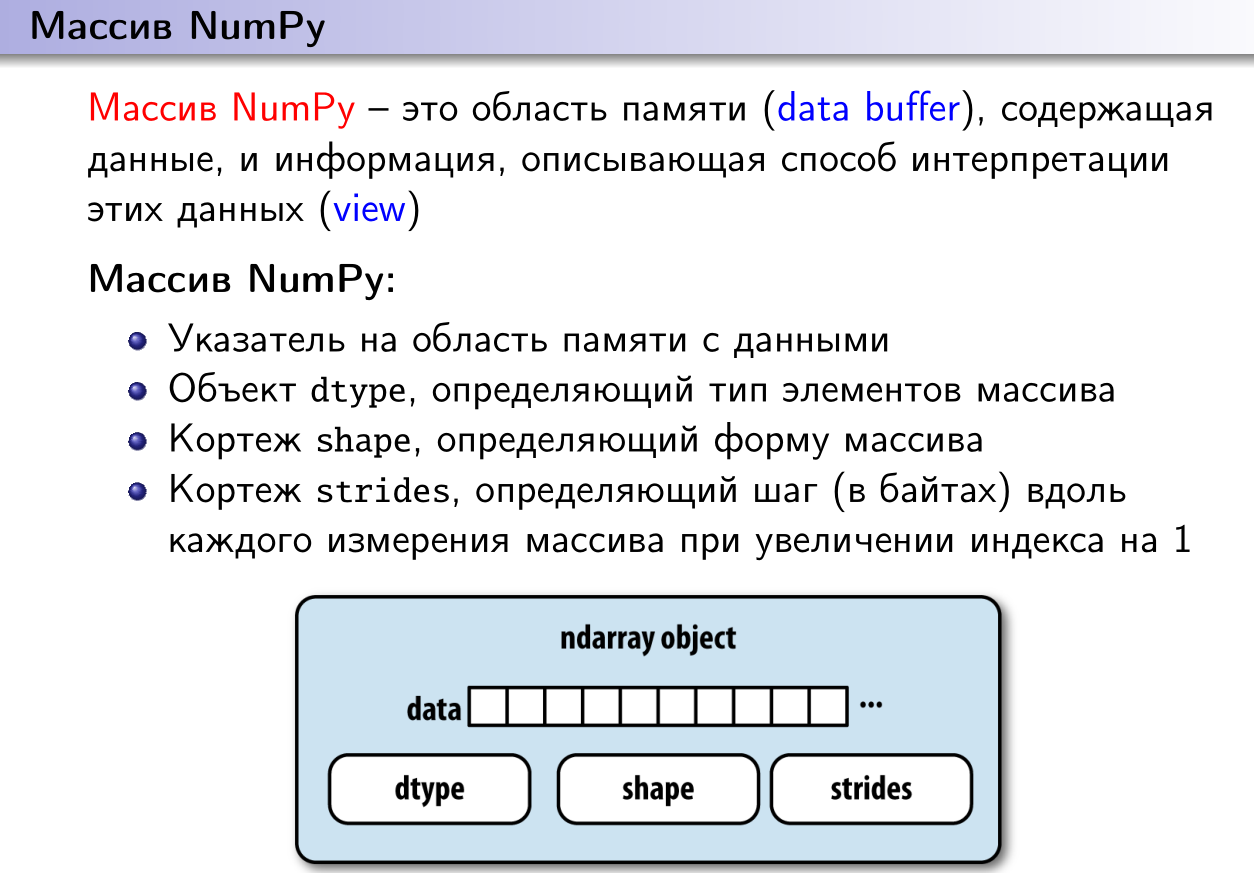 Массив NumPy
Массив NumPy – это область памяти (data buffer), содержащая
данные, и информация, описывающая способ интерпретации
этих данных (view)
Массив NumPy:
Указатель на область памяти с данными
Объект dtype, определяющий тип элементов массива
Кортеж shape, определяющий форму массива
Кортеж strides, определяющий шаг (в байтах) вдоль
каждого измерения массива при увеличении индекса на 1
ndarray object
data ...
dtype shape strides